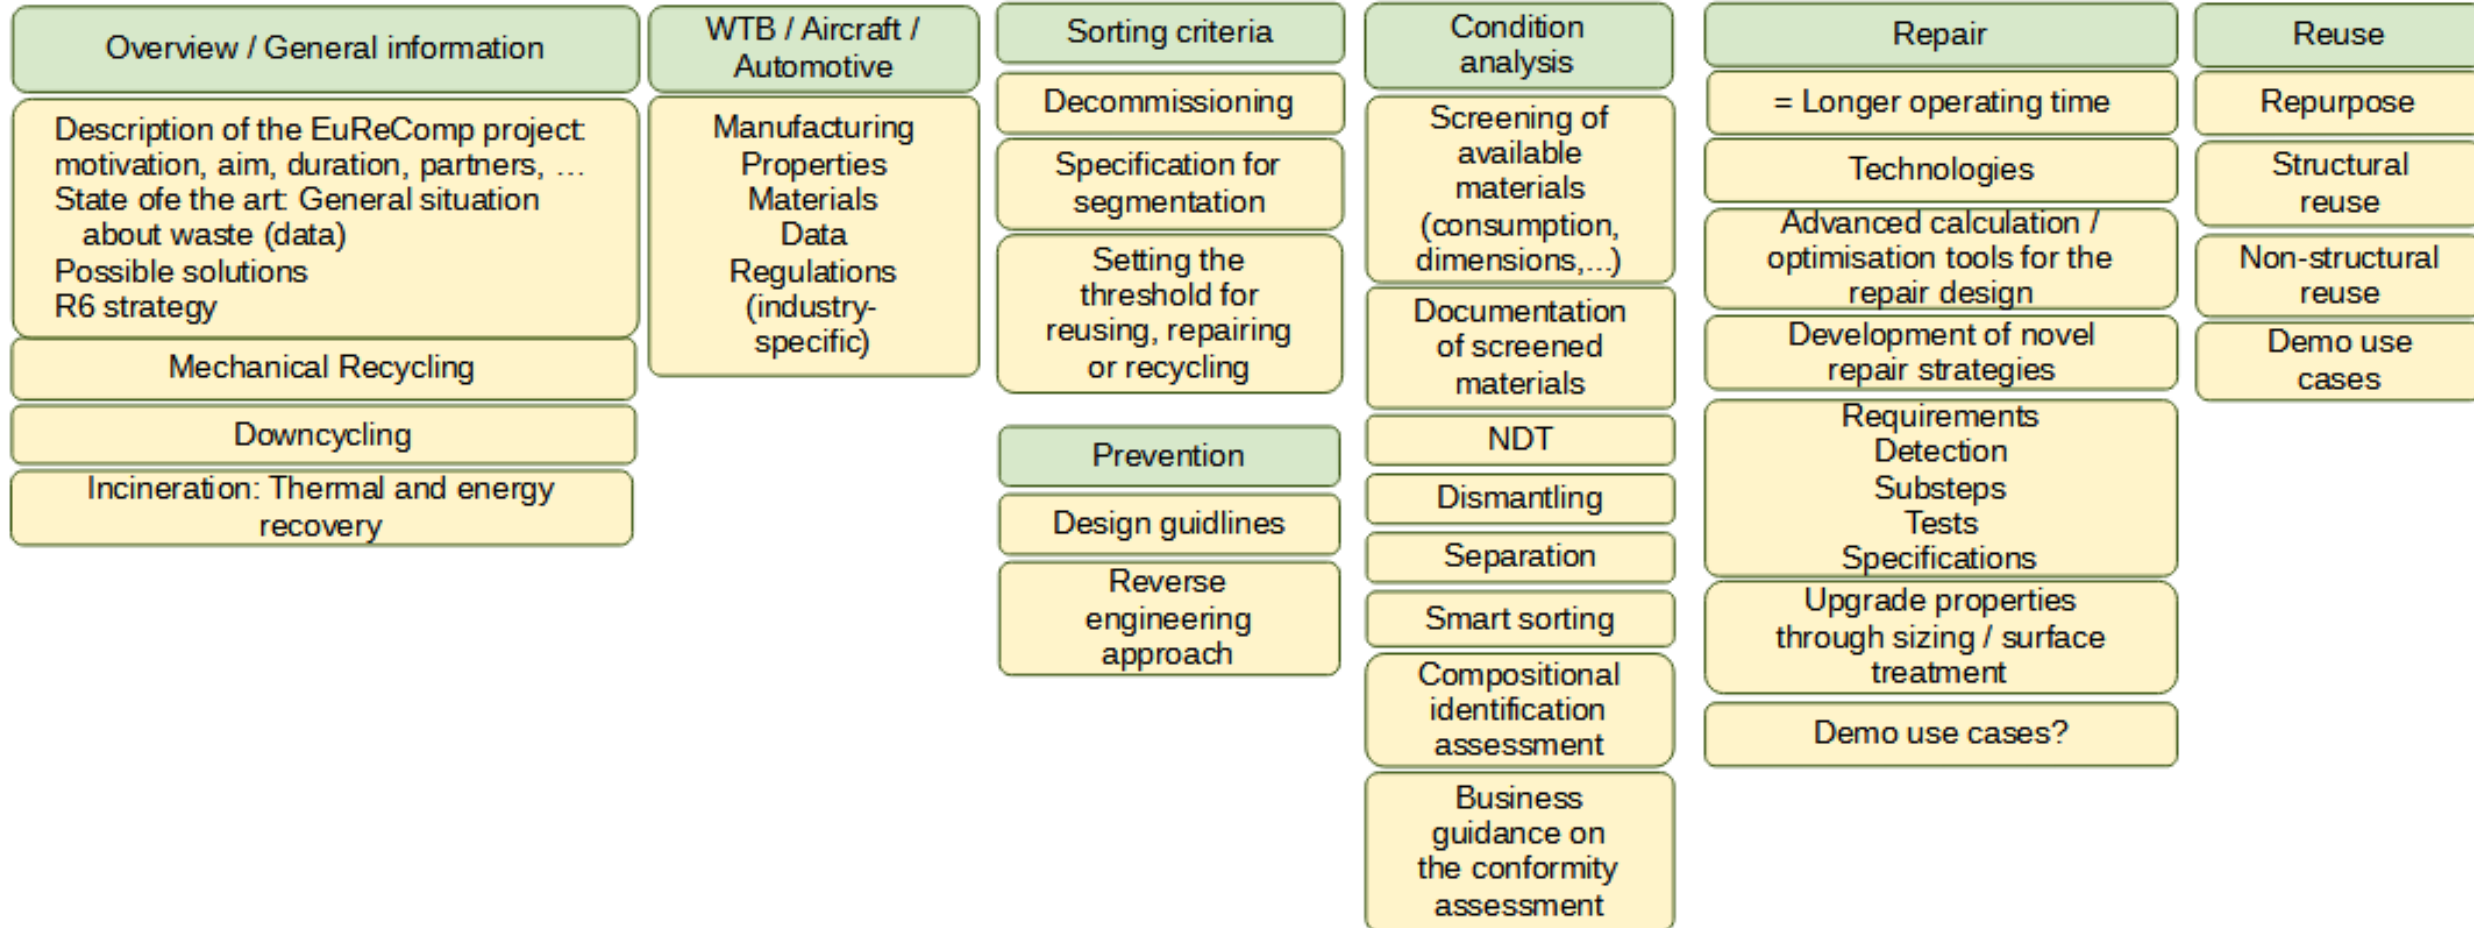 Overview / General information
Description of the EuReComp project:
motivation, aim, duration, partners, ...
State ofe the art: General situation
about waste (data)
Possible solutions
R6 strategy
Mechanical Recycling
Downcycling
Incineration: Thermal and energy
recovery
WTB / Aircraft /
Automotive
Manufacturing
Properties
Materials
Data
Regulations
(industry-
specific)
Sorting criteria
Decommissioning
Specification for
segmentation
Setting the
threshold for
reusing, repairing
or recycling
Prevention
Design guidlines
Reverse
engineering
approach
Condition
analysis
Screening of
available
materials
(consumption,
dimensions,...)
Documentation
of screened
materials
NDT
Dismantling
Separation
Smart sorting
Compositional
identification
assessment
Business
guidance on
the conformity
assessment
Repair
= Longer operating time
Technologies
Advanced calculation /
optimisation tools for the
repair design
Development of novel
repair strategies
Requirements
Detection
Substeps
Tests
Specifications
Upgrade properties
through sizing / surface
treatment
Demo use cases?
Reuse
Repurpose
Structural
reuse
Non-structural
reuse
Demo use
cases